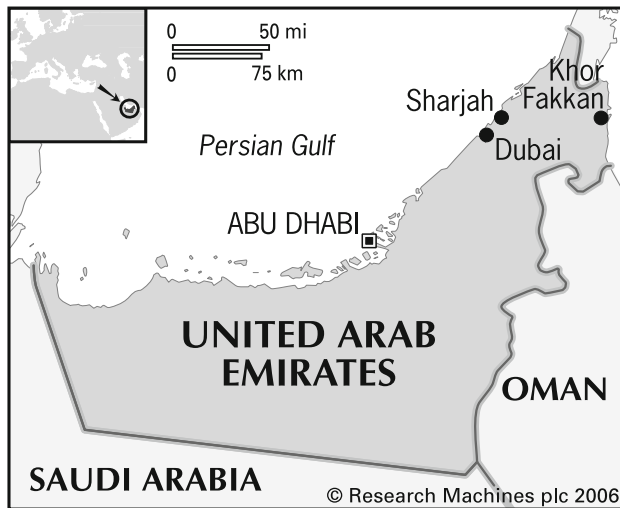 0 50 mi
0 75 km
Khor
Fakkan
Sharjah
Dubai
Persian Gulf
ABU DHABI
UNITED ARAB
EMIRATES
OMAN
SAUDI ARABIA
© Research Machines plc 2006